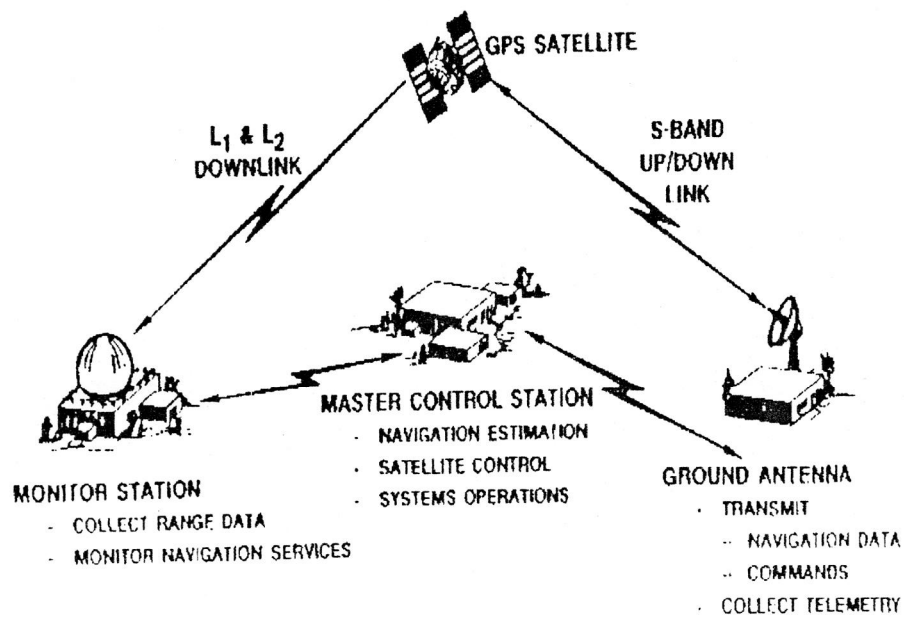 GPS SATELLITE
L1 & L2
DOWNLINK
S-BAND
UP/DOWN
LINK
MASTER CONTROL STATION
- NAVIGATION ESTIMATION
- SATELLITE CONTROL
- SYSTEMS OPERATIONS
MONITOR STATION
- COLLECT RANGE DATA
- MONITOR NAVIGATION SERVICES
GROUND ANTENNA
- TRANSMIT
-- NAVIGATION DATA
-- COMMANDS
- COLLECT TELEMETRY